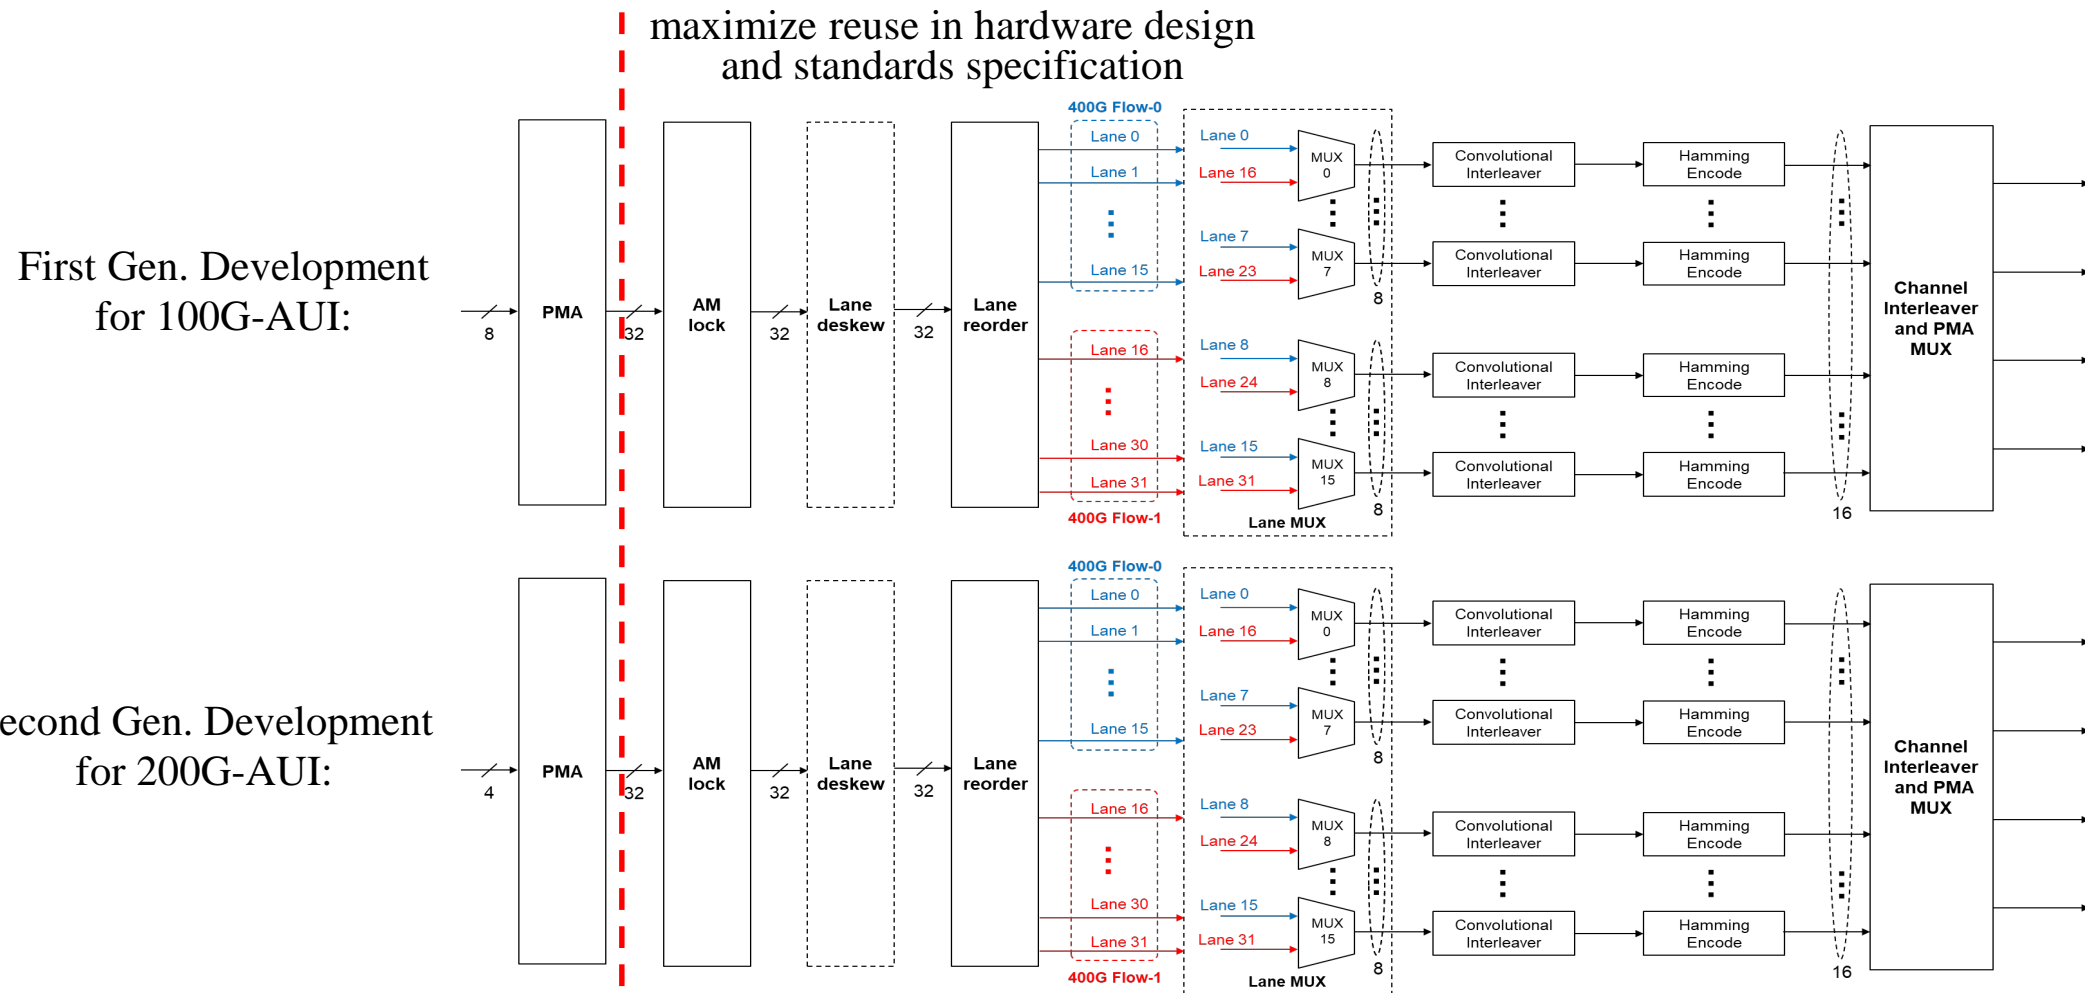 maximize reuse in hardware design
and standards specification
First Gen. Development
for 100G-AUI:
8
PMA
32
AM
lock
32
Lane
deskew
32
Lane
reorder
400G Flow-0
Lane 0
Lane 1
Lane 15
Lane 16
Lane 30
Lane 31
400G Flow-1
Lane 0
Lane 16
MUX
0
Lane 7
Lane 23
MUX
7
8
Lane 8
Lane 24
MUX
8
Lane 15
Lane 31
MUX
15
8
Lane MUX
Convolutional
Interleaver
Hamming
Encode
Convolutional
Interleaver
Hamming
Encode
Convolutional
Interleaver
Hamming
Encode
Convolutional
Interleaver
Hamming
Encode
16
Channel
Interleaver
and PMA
MUX
econd Gen. Development
for 200G-AUI:
4
PMA
32
AM
lock
32
Lane
deskew
32
Lane
reorder
400G Flow-0
Lane 0
Lane 1
Lane 15
Lane 16
Lane 30
Lane 31
400G Flow-1
Lane 0
Lane 16
MUX
0
Lane 7
Lane 23
MUX
7
8
Lane 8
Lane 24
MUX
8
Lane 15
Lane 31
MUX
15
8
Lane MUX
Convolutional
Interleaver
Hamming
Encode
Convolutional
Interleaver
Hamming
Encode
Convolutional
Interleaver
Hamming
Encode
Convolutional
Interleaver
Hamming
Encode
16
Channel
Interleaver
and PMA
MUX